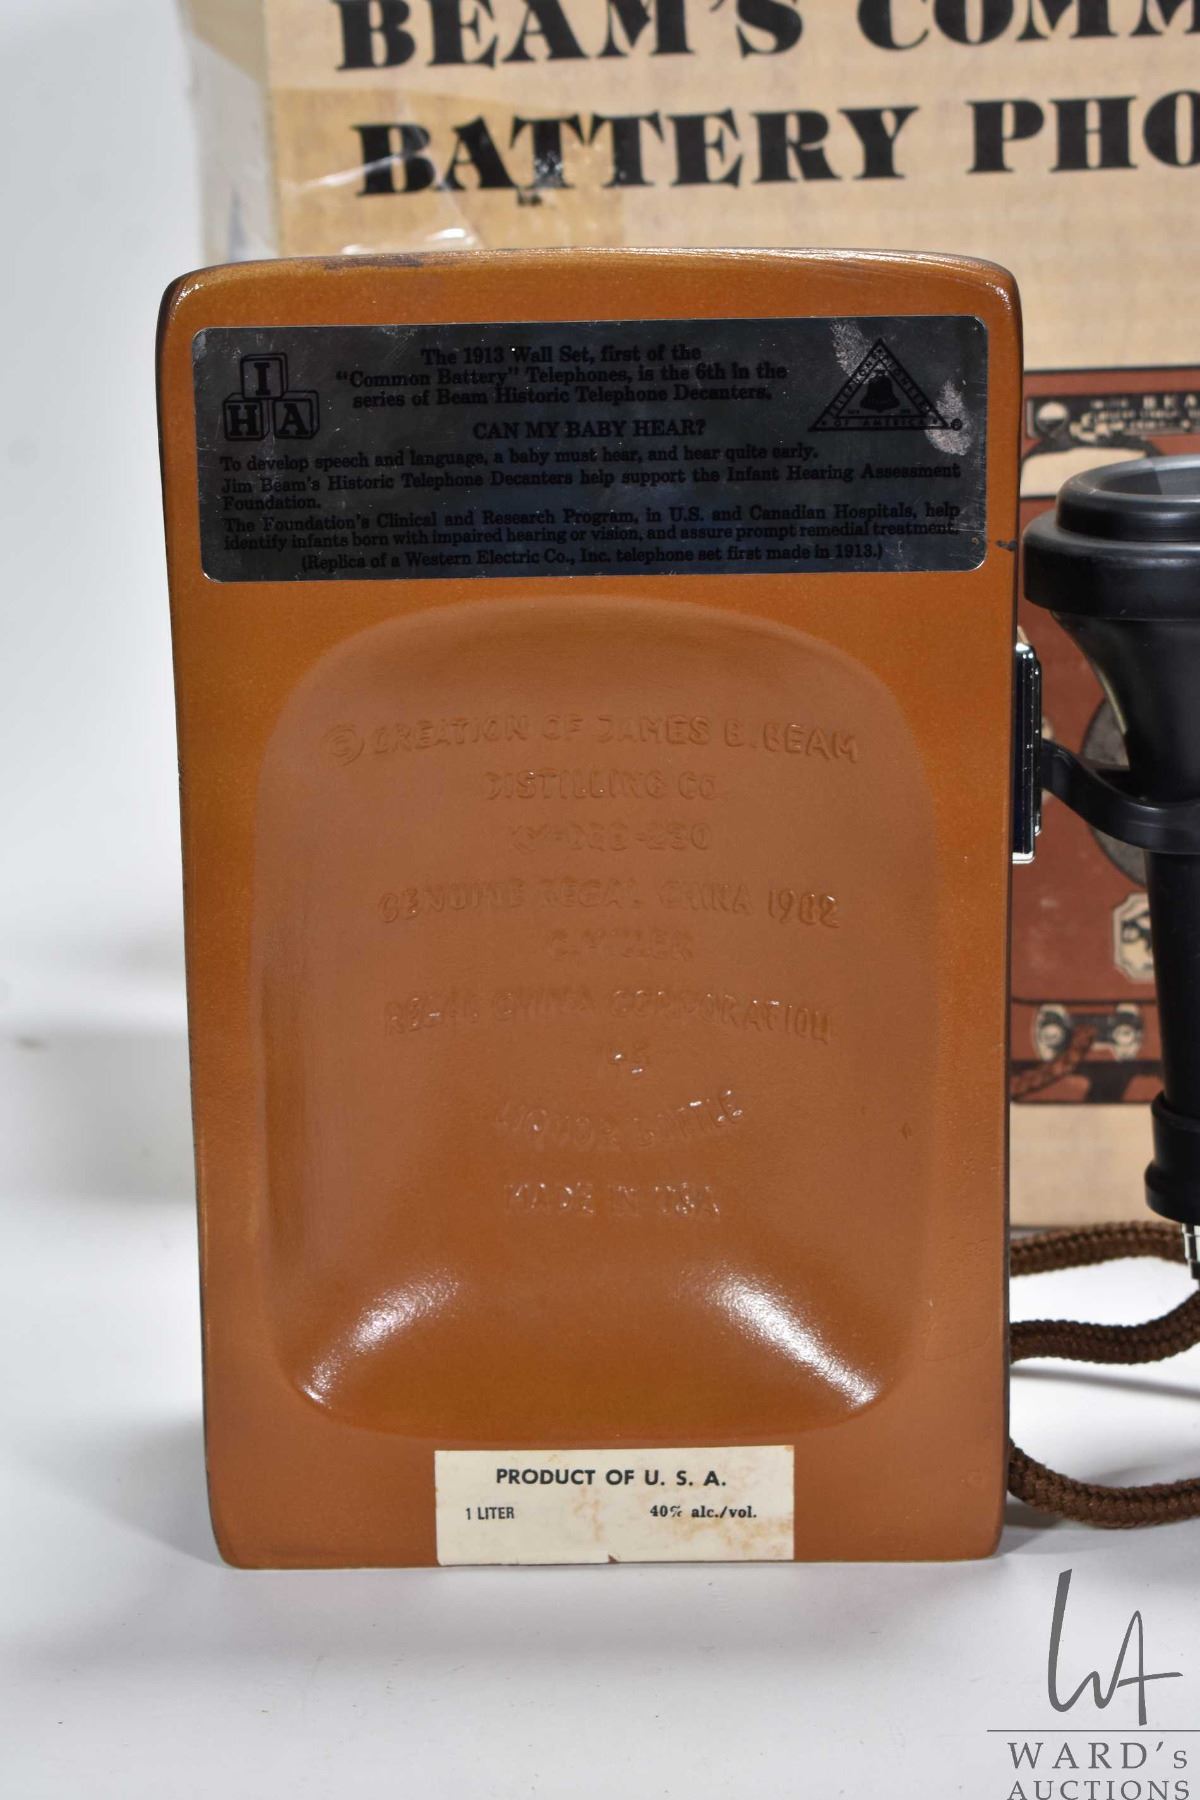 BEAM'S COMM
BATTERY PHO
I
H A
The 1913 Wall Set, first of the
"Common Battery" Telephones, is the 6th in the
series of Beam Historic Telephone Decanters.
OF AMERICA
CAN MY BABY HEAR?
To develop speech and language, a baby must hear, and hear quite early.
Jim Beam's Historic Telephone Decanters help support the Infant Hearing Assessment
Foundation.
The Foundation's Clinical and Research Program, in U.S. and Canadian Hospitals, help
identify infants born with impaired hearing or vision, and assure prompt remedial treatment.
(Replica of a Western Electric Co., Inc. telephone set first made in 1913.)
© CREATION OF JAMES B. BEAM
DISTILLING CO
GENUINE REGAL CHINA 1982
REGAL CHINA CORPORATION
LIQUOR BOTTLE
MADE IN USA
PRODUCT OF U. S. A.
1 LITER 40% alc./vol.
WA
WARD's
AUCTIONS